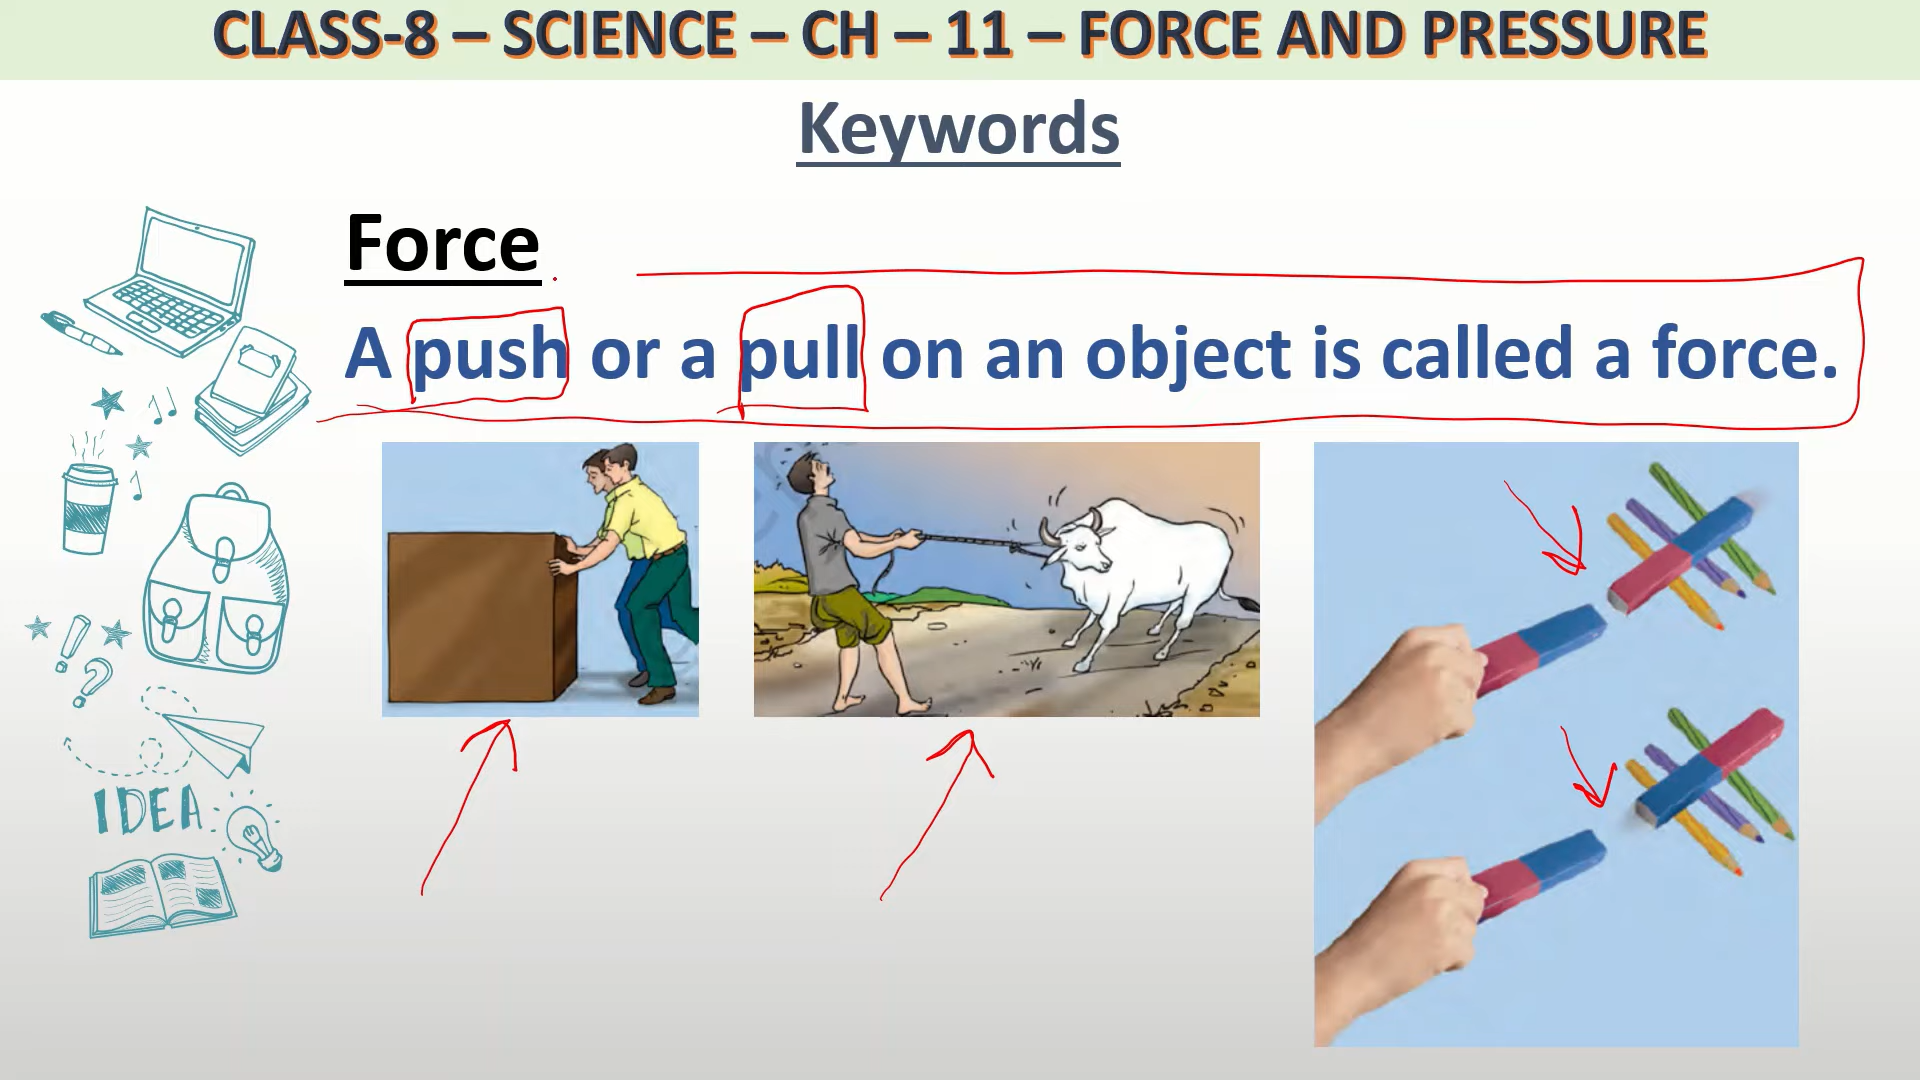 CLASS-8 – SCIENCE – CH – 11 – FORCE AND PRESSURE
Keywords
Force
A push or a pull on an object is called a force.
IDEA